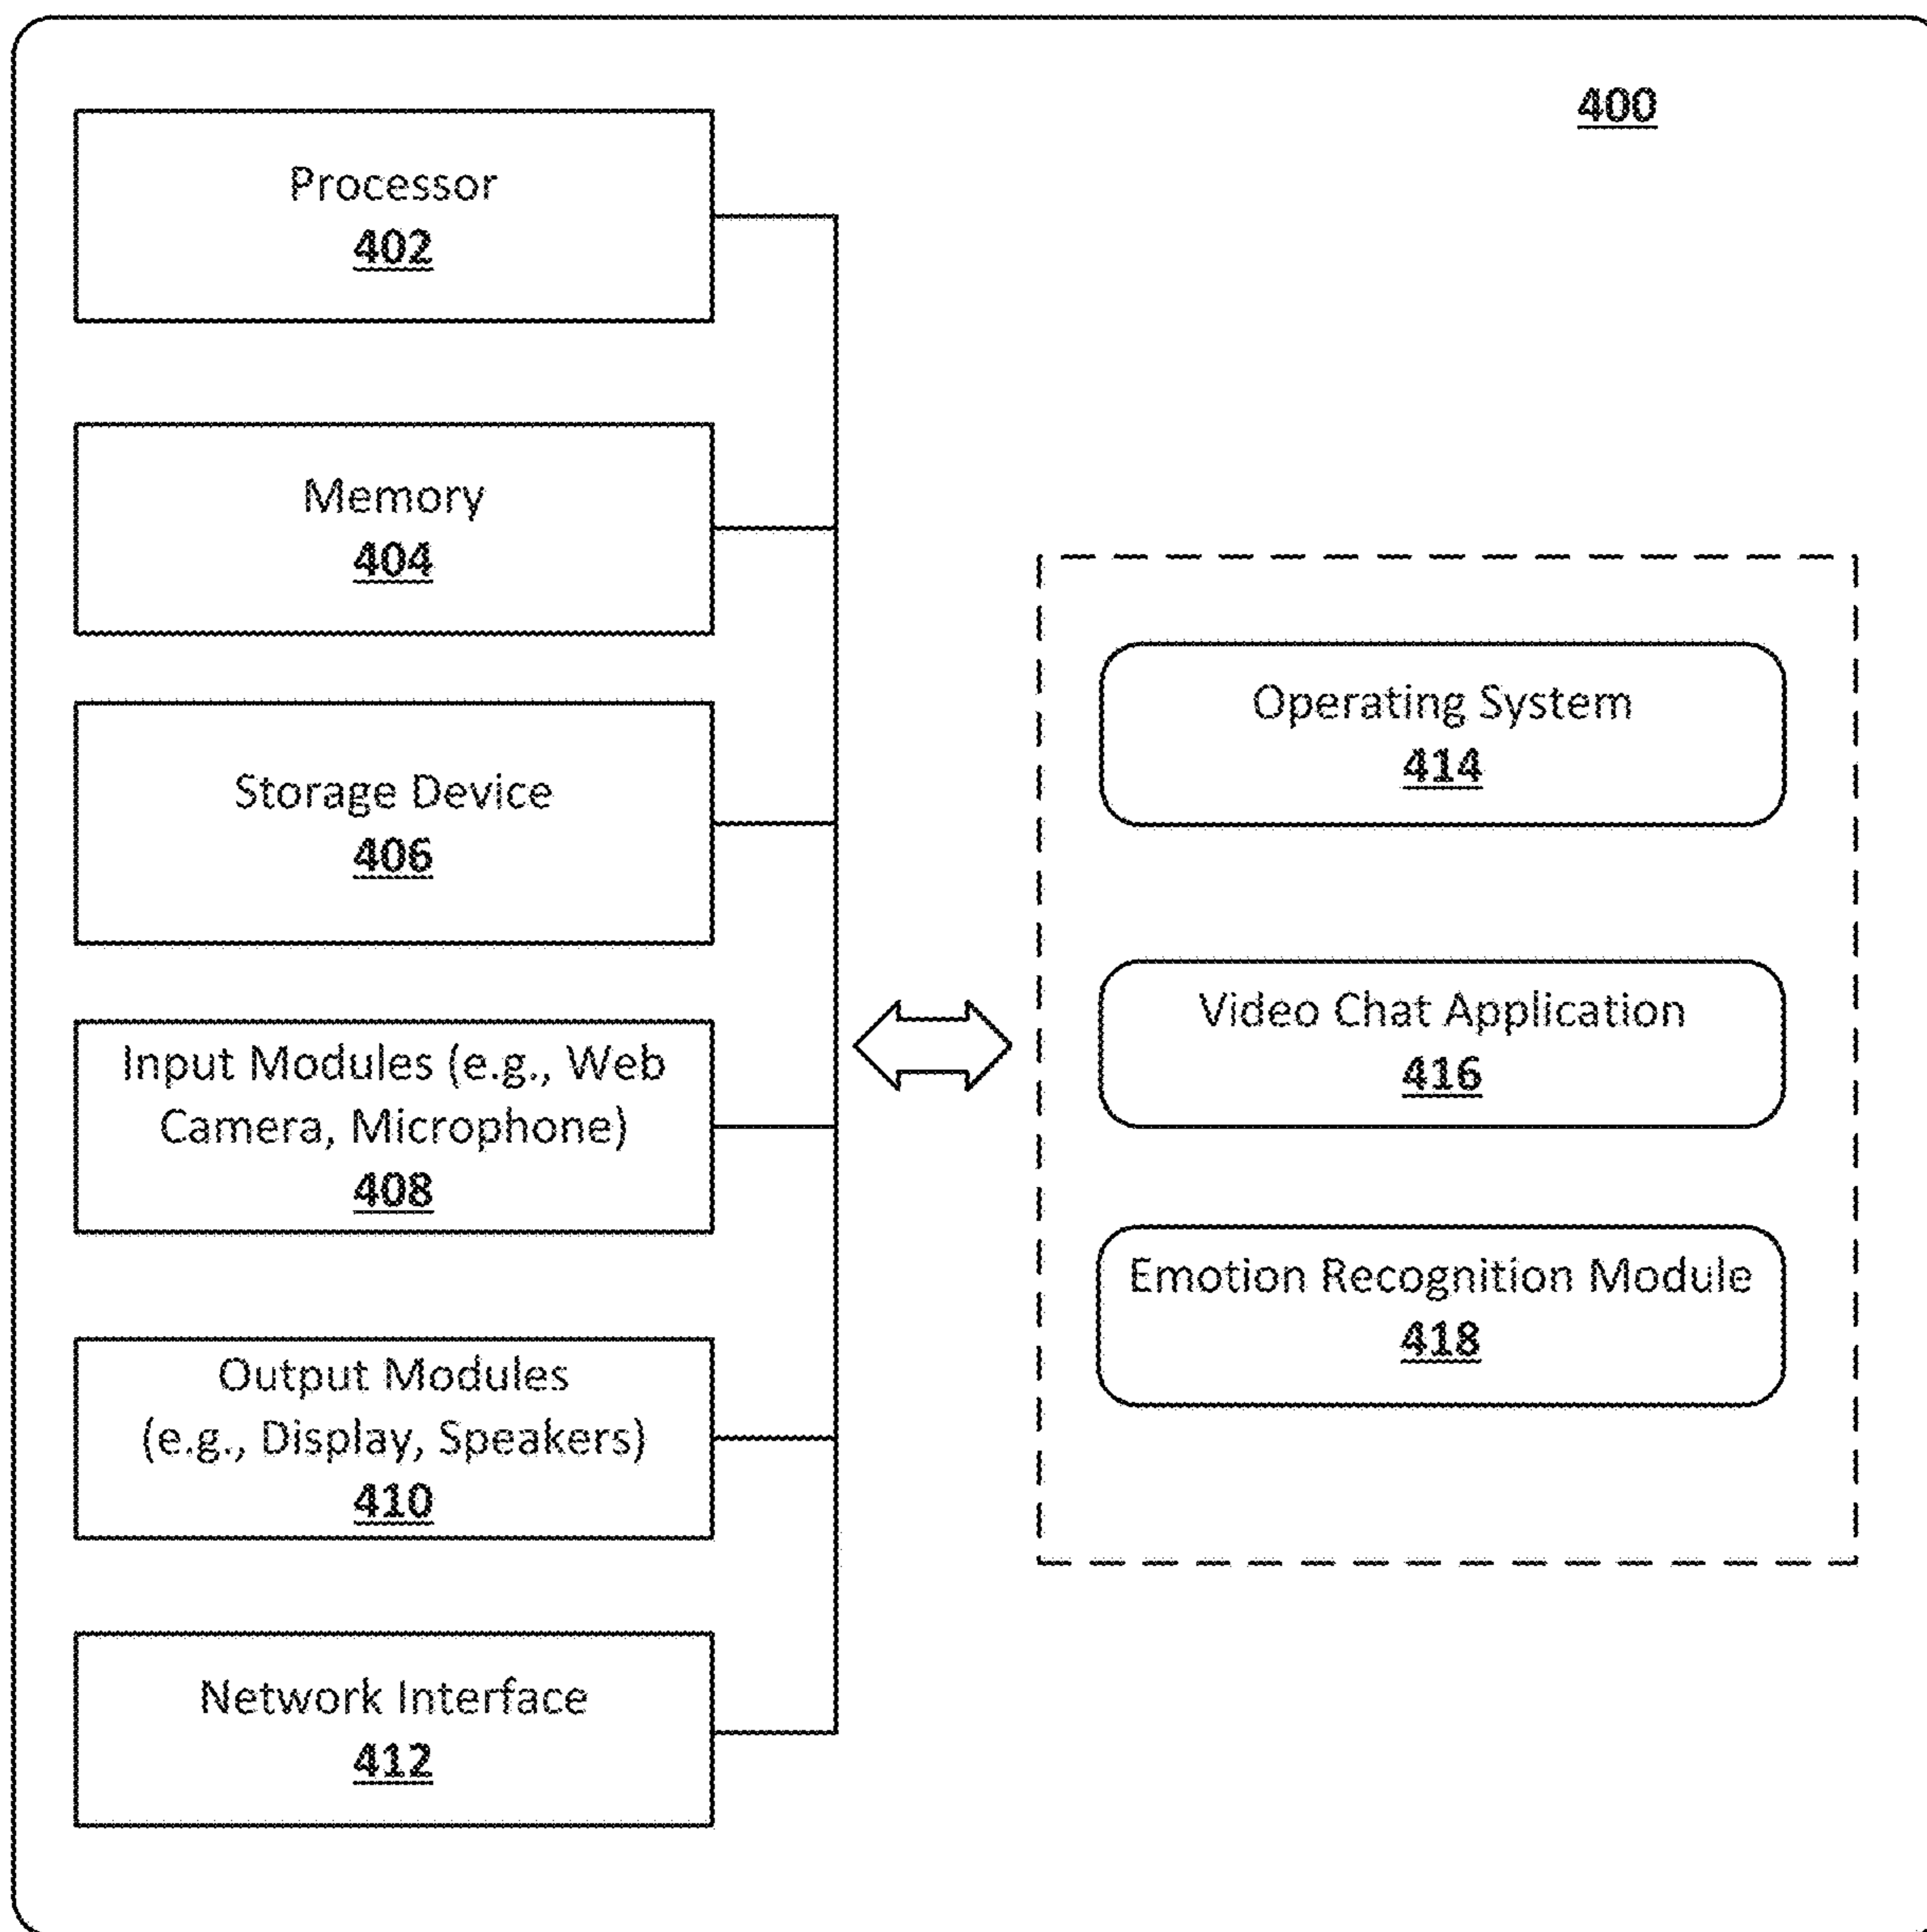 400
Processor
402
Memory
404
Storage Device
406
Input Modules (e.g., Web
Camera, Microphone)
408
Output Modules
(e.g., Display, Speakers)
410
Network Interface
412
Operating System
414
Video Chat Application
416
Emotion Recognition Module
418